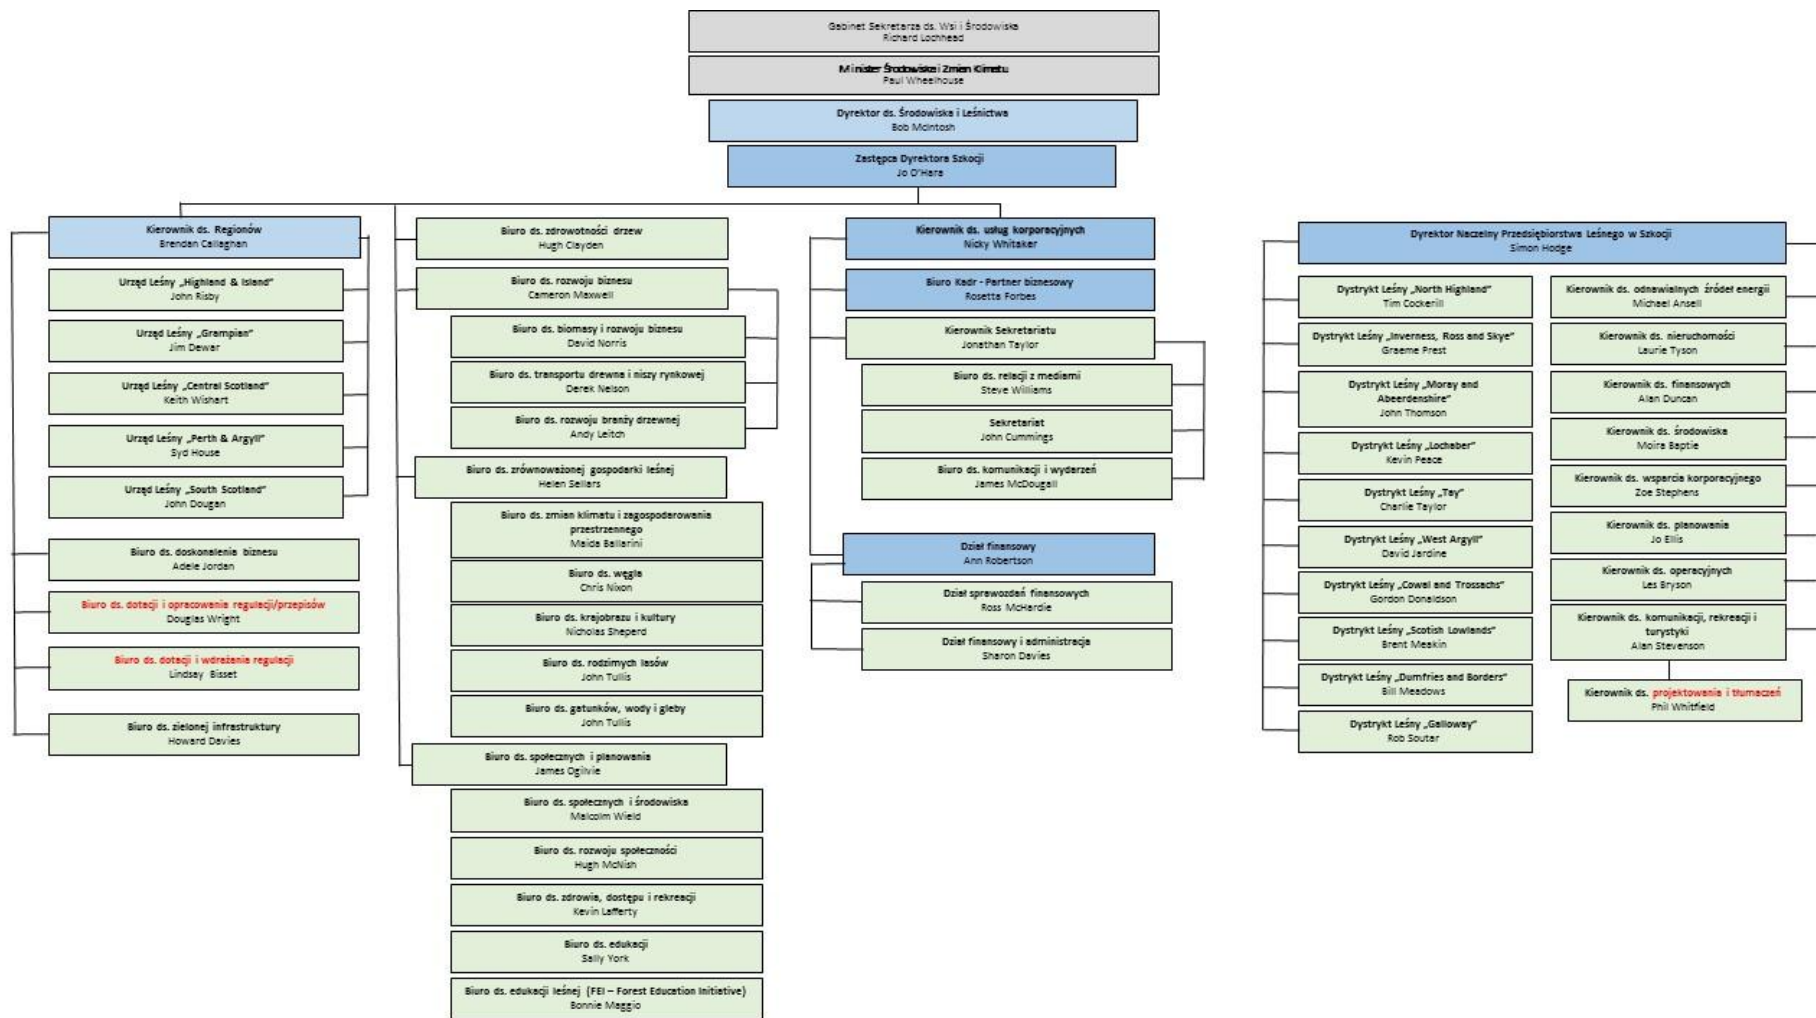 Gabinet Sekretarza ds. Wsi i Środowiska
Richard Lochhead
Minister Środowiska i Zmian Klimatu
Paul Wheelhouse
Dyrektor ds. Środowiska i Leśnictwa
Bob McIntosh
Zastępca Dyrektora Szkocji
Jo O'Hara
Kierownik ds. Regionów
Brendan Callaghan
Urząd Leśny „Highland & Island"
John Risby
Urząd Leśny „Grampian"
Jim Dewar
Urząd Leśny „Central Scotland"
Keith Wishart
Urząd Leśny „Perth & Argyll"
Syd House
Urząd Leśny „South Scotland"
John Dougan
Biuro ds. doskonalenia biznesu
Adele Jordan
Biuro ds. dotacji i opracowania regulacji/przepisów
Douglas Wright
Biuro ds. dotacji i wdrażania regulacji
Lindsay Bisset
Biuro ds. zielonej infrastruktury
Howard Davies
Biuro ds. zdrowotności drzew
Hugh Clayden
Biuro ds. rozwoju biznesu
Cameron Maxwell
Biuro ds. biomasy i rozwoju biznesu
David Norris
Biuro ds. transportu drewna i niszy rynkowej
Derek Nelson
Biuro ds. rozwoju branży drzewnej
Andy Leitch
Biuro ds. zrównoważonej gospodarki leśnej
Helen Sellars
Biuro ds. zmian klimatu i zagospodarowania
przestrzennego
Maida Ballarini
Biuro ds. węgla
Chris Nixon
Biuro ds. krajobrazu i kultury
Nicholas Sheperd
Biuro ds. rodzimych lasów
John Tullis
Biuro ds. gatunków, wody i gleby
John Tullis
Biuro ds. społecznych i planowania
James Ogilvie
Biuro ds. społecznych i środowiska
Malcolm Wield
Biuro ds. rozwoju społeczności
Hugh McNish
Biuro ds. zdrowia, dostępu i rekreacji
Kevin Lafferty
Biuro ds. edukacji
Sally York
Biuro ds. edukacji leśnej (FEI – Forest Education Initiative)
Bonnie Maggio
Kierownik ds. usług korporacyjnych
Nicky Whitaker
Biuro Kadr - Partner biznesowy
Rosetta Forbes
Kierownik Sekretariatu
Jonathan Taylor
Biuro ds. relacji z mediami
Steve Williams
Sekretariat
John Cummings
Biuro ds. komunikacji i wydarzeń
James McDougall
Dział finansowy
Ann Robertson
Dział sprawozdań finansowych
Ross McHardie
Dział finansowy i administracja
Sharon Davies
Dyrektor Naczelny Przedsiębiorstwa Leśnego w Szkocji
Simon Hodge
Dystrykt Leśny „North Highland"
Tim Cockerill
Dystrykt Leśny „Inverness, Ross and Skye"
Graeme Prest
Dystrykt Leśny „Moray and
Abeerdenshire"
John Thomson
Dystrykt Leśny „Lochaber"
Kevin Peace
Dystrykt Leśny „Tay"
Charlie Taylor
Dystrykt Leśny „West Argyll"
David Jardine
Dystrykt Leśny „Cowal and Trossachs"
Gordon Donaldson
Dystrykt Leśny „Scotish Lowlands"
Brent Meakin
Dystrykt Leśny „Dumfries and Borders"
Bill Meadows
Dystrykt Leśny „Galloway"
Rob Soutar
Kierownik ds. odnawialnych źródeł energii
Michael Ansell
Kierownik ds. nieruchomości
Laurie Tyson
Kierownik ds. finansowych
Alan Duncan
Kierownik ds. środowiska
Moira Baptie
Kierownik ds. wsparcia korporacyjnego
Zoe Stephens
Kierownik ds. planowania
Jo Ellis
Kierownik ds. operacyjnych
Les Bryson
Kierownik ds. komunikacji, rekreacji i
turystyki
Alan Stevenson
Kierownik ds. projektowania i tłumaczeń
Phil Whitfield